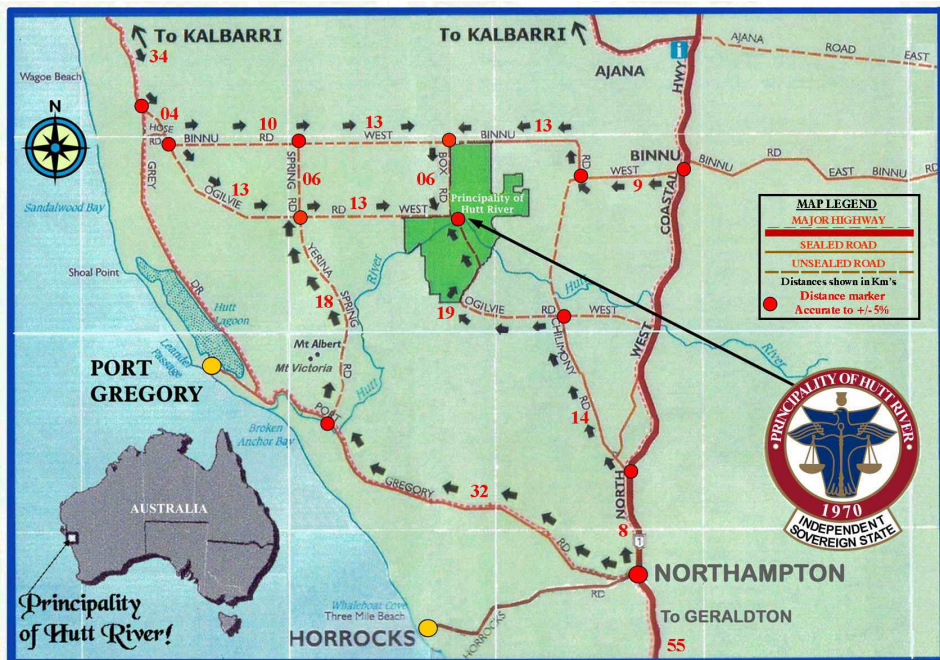 To KALBARRI
34
Wagoe Beach
N
04
HOSE
RD
BINNU
10
RD
13
WEST
BINNU
13
To KALBARRI
AJANA
i
HWY
AJANA
ROAD
EAST
GREY
SPRING
RD
06
BOX
RD
06
RD
WEST
9
BINNU
COASTAL
BINNU
RD
EAST
BINNU
RD
OGILVIE
13
13
RD
WEST
Principality of
Hutt River
Sandalwood Bay
MAP LEGEND
MAJOR HIGHWAY
SEALED ROAD
UNSEALED ROAD
Distances shown in Km's
Distance marker
Accurate to +/-5%
Shoal Point
DR
Hutt
Lagoon
YERINA
SPRING
RD
18
River
19
OGILVIE
RD
WEST
Hutt
River
Leander
Passage
PORT
GREGORY
Mt Albert
Mt Victoria
Hutt
CHILIMONY
RD
14
WEST
PORT
Broken
Anchor Bay
GREGORY
32
RD
NORTH
8
1
PRINCIPALITY OF HUTT RIVER
1970
INDEPENDENT
SOVEREIGN STATE
AUSTRALIA
Principality
of Hutt River!
NORTHAMPTON
RD
Whaleboat Cove
Three Mile Beach
HORROCKS
HORROCKS
To GERALDTON
55